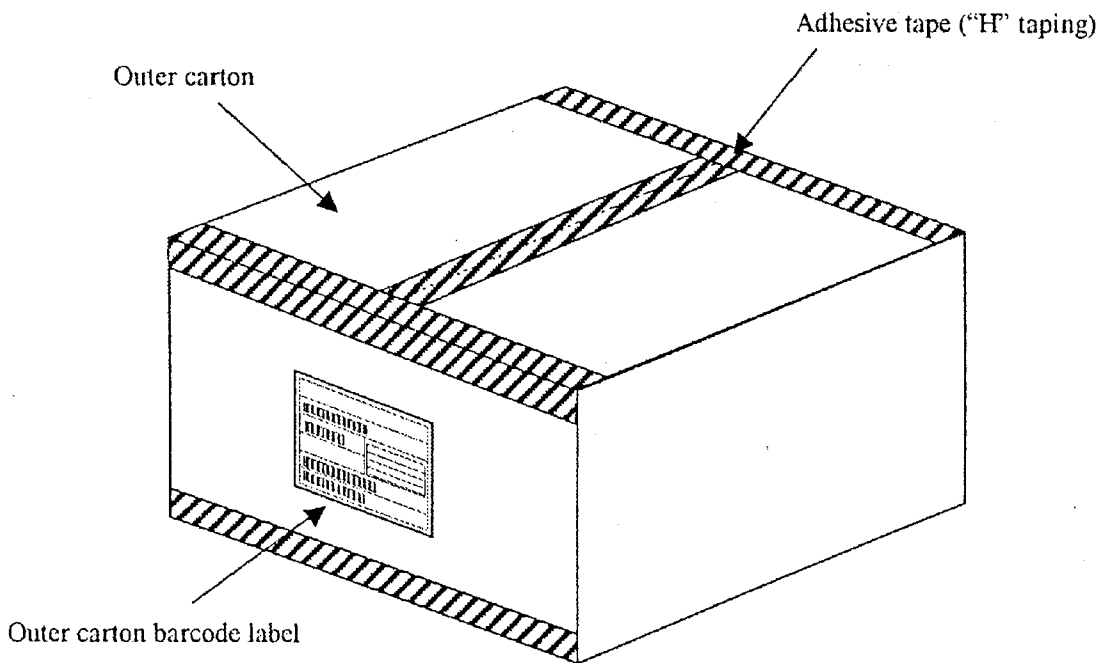 Adhesive tape (“H” taping)
Outer carton
Outer carton barcode label